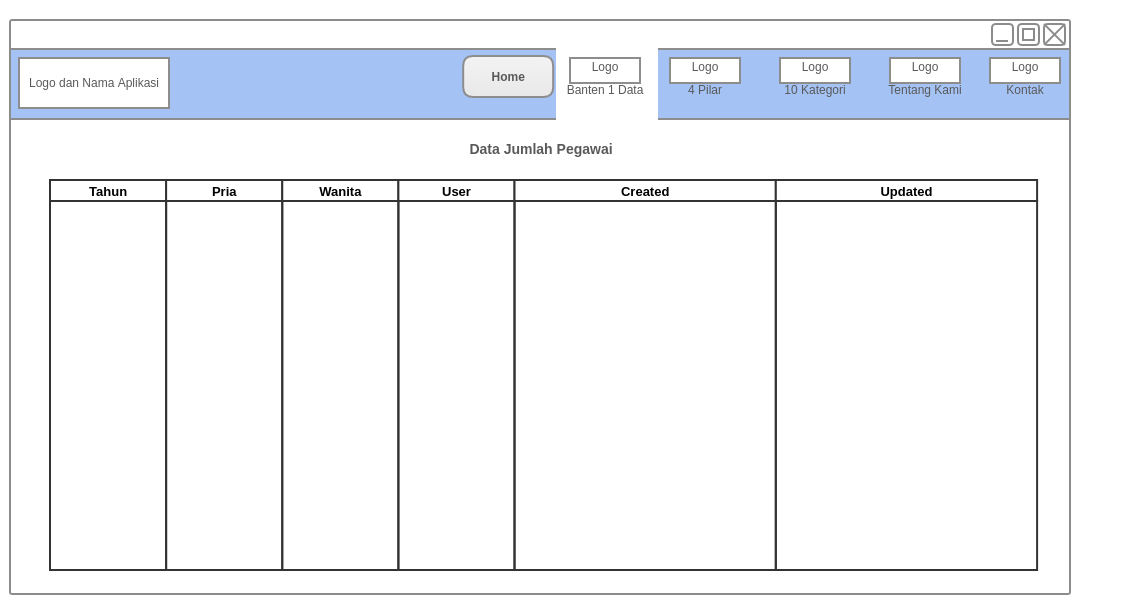 Logo dan Nama Aplikasi
Home
Logo
Banten 1 Data
Logo
4 Pilar
Logo
10 Kategori
Logo
Tentang Kami
Logo
Kontak
Data Jumlah Pegawai
Tahun Pria Wanita User Created Updated